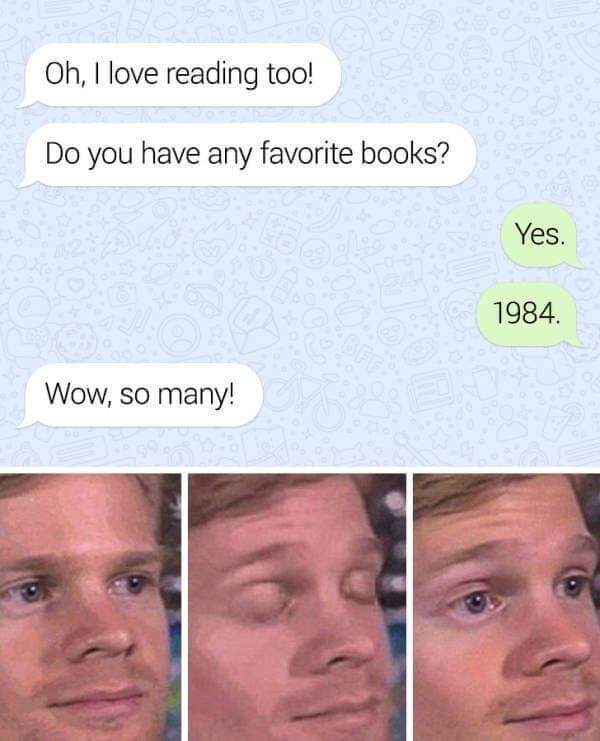 Oh, I love reading too!
Do you have any favorite books?
Yes.
1984.
Wow, so many!